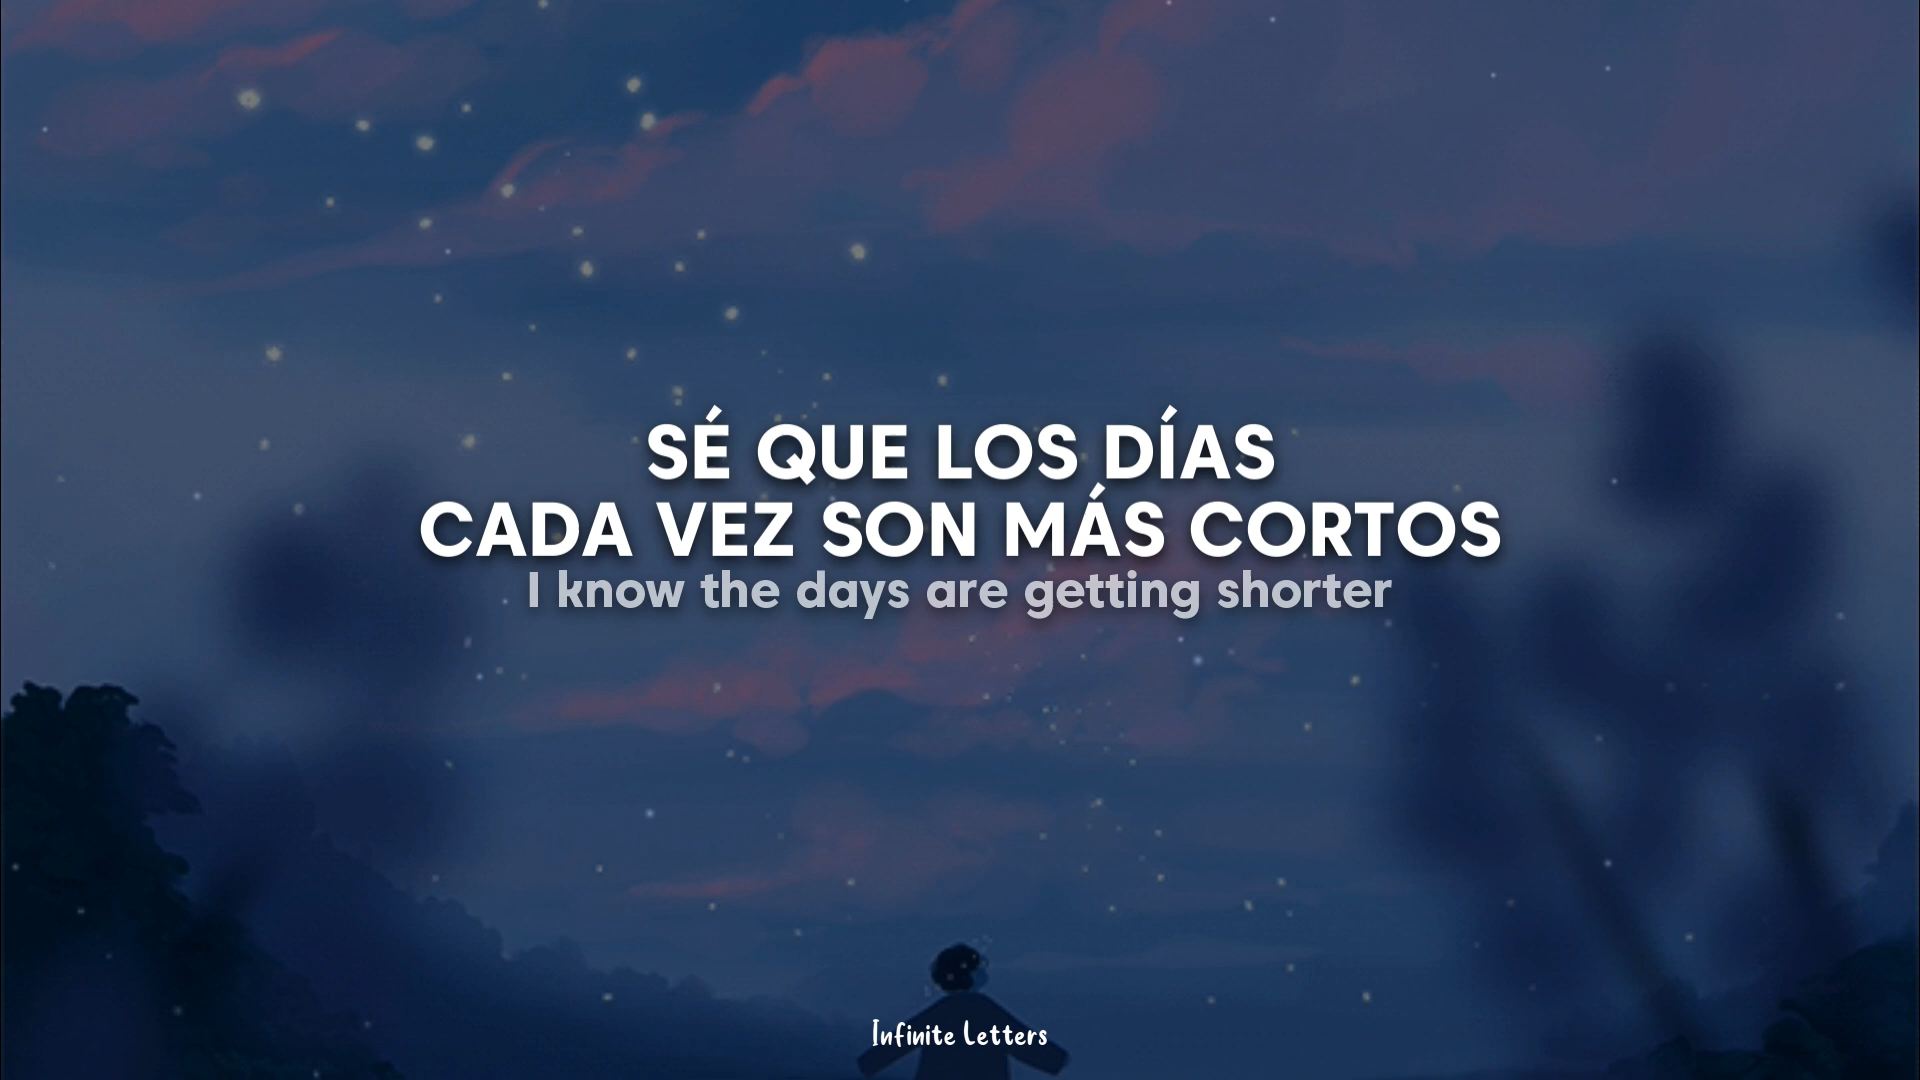 SÉ QUE LOS DÍAS
CADA VEZ SON MÁS CORTOS
I know the days are getting shorter
Infinite Letters